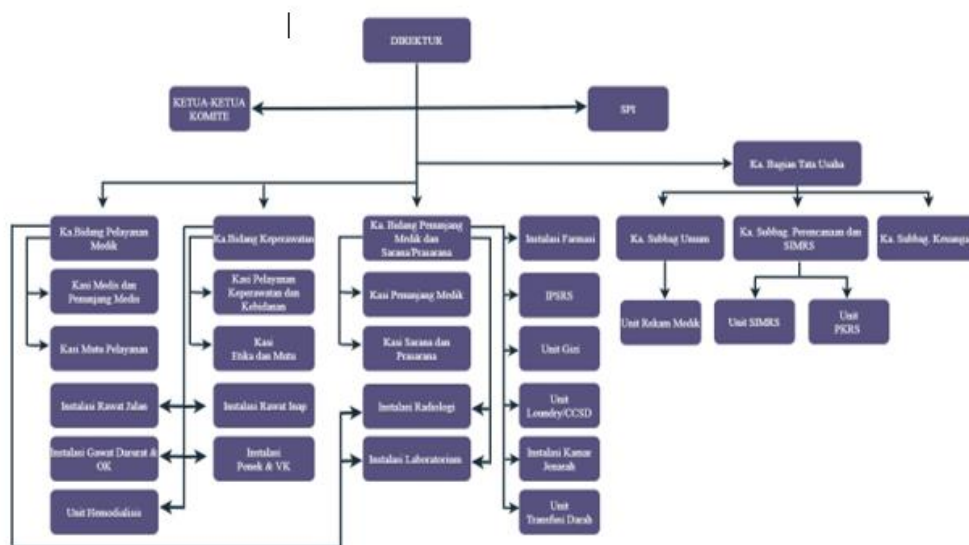 DIREKTUR
KETUA-KETUA
KOMITE
SPI
Ka. Bagian Tata Usaha
Ka.Bidang Pelayanan
Medik
Ka.Bidang Keperawatan
Ka. Bidang Penunjang
Medik dan
Sarana/Prasarana
Instalasi Farmasi
Ka. Subbag Umum
Ka. Subbag. Perencanaan dan
SIMRS
Ka. Subbag. Keuangan
Kasi Medis dan
Penunjang Medis
Kasi Pelayanan
Keperawatan dan
Kebidanan
Kasi Penunjang Medik
IPSRS
Unit Rekam Medik
Unit SIMRS
Unit
PKRS
Kasi Mutu Pelayanan
Kasi
Etika dan Mutu
Kasi Sarana dan
Prasarana
Unit Gizi
Instalasi Rawat Jalan
Instalasi Rawat Inap
Instalasi Radiologi
Unit
Loundry/CCSD
Instalasi Gawat Darurat &
OK
Instalasi
Ponek & VK
Instalasi Laboratorium
Instalasi Kamar
Jenazah
Unit Hemodialisis
Unit
Transfusi Darah